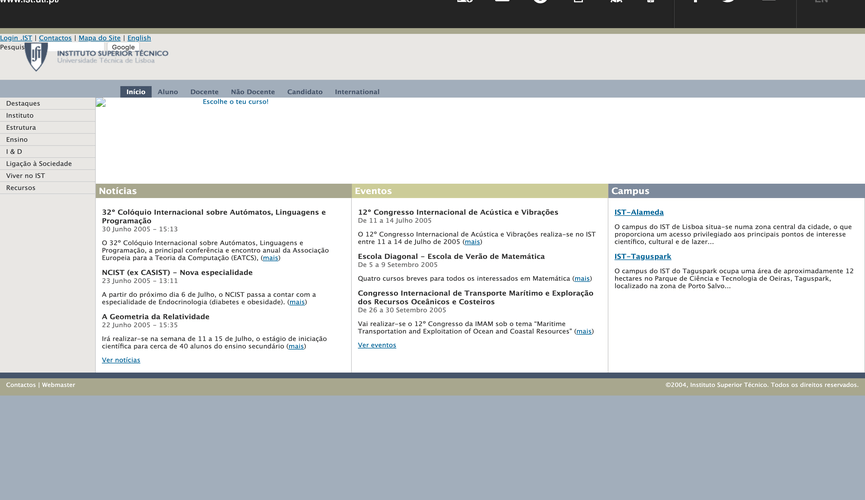 www.ist.utl.pt/
EN
Login .IST | Contactos | Mapa do Site | English
Pesquis
Google
INSTITUTO SUPERIOR TÉCNICO
Universidade Técnica de Lisboa
Início Aluno Docente Não Docente Candidato International
Destaques
Instituto
Estrutura
Ensino
I & D
Ligação à Sociedade
Viver no IST
Recursos
Escolhe o teu curso!
Notícias
32º Colóquio Internacional sobre Autómatos, Linguagens e
Programação
30 Junho 2005 - 15:13
O 32º Colóquio Internacional sobre Autómatos, Linguagens e
Programação, a principal conferência e encontro anual da Associação
Europeia para a Teoria da Computação (EATCS), (mais)
NCIST (ex CASIST) - Nova especialidade
23 Junho 2005 - 13:11
A partir do próximo dia 6 de Julho, o NCIST passa a contar com a
especialidade de Endocrinologia (diabetes e obesidade). (mais)
A Geometria da Relatividade
22 Junho 2005 - 15:35
Irá realizar-se na semana de 11 a 15 de Julho, o estágio de iniciação
científica para cerca de 40 alunos do ensino secundário (mais)
Ver notícias
Eventos
12º Congresso Internacional de Acústica e Vibrações
De 11 a 14 Julho 2005
O 12º Congresso Internacional de Acústica e Vibrações realiza-se no IST
entre 11 a 14 de Julho de 2005 (mais)
Escola Diagonal - Escola de Verão de Matemática
De 5 a 9 Setembro 2005
Quatro cursos breves para todos os interessados em Matemática (mais)
Congresso Internacional de Transporte Marítimo e Exploração
dos Recursos Oceânicos e Costeiros
De 26 a 30 Setembro 2005
Vai realizar-se o 12º Congresso da IMAM sob o tema "Maritime
Transportation and Exploitation of Ocean and Coastal Resources" (mais)
Ver eventos
Campus
IST-Alameda
O campus do IST de Lisboa situa-se numa zona central da cidade, o que
proporciona um acesso privilegiado aos principais pontos de interesse
científico, cultural e de lazer...
IST-Taguspark
O campus do IST do Taguspark ocupa uma área de aproximadamente 12
hectares no Parque de Ciência e Tecnologia de Oeiras, Taguspark,
localizado na zona de Porto Salvo...
Contactos | Webmaster
©2004, Instituto Superior Técnico. Todos os direitos reservados.